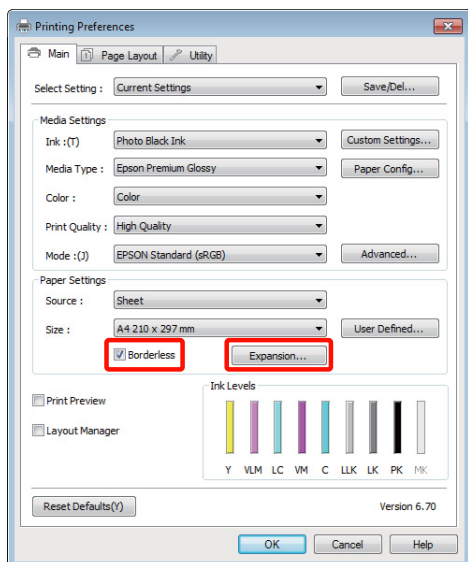 Printing Preferences
Main Page Layout Utility
Select Setting : Current Settings Save/Del...
Media Settings
Ink :(T) Photo Black Ink Custom Settings...
Media Type : Epson Premium Glossy Paper Config...
Color : Color
Print Quality : High Quality
Mode :(J) EPSON Standard (sRGB) Advanced...
Paper Settings
Source : Sheet
Size : A4 210 x 297 mm User Defined...
Borderless Expansion...
Print Preview
Layout Manager
Ink Levels
Y VLM LC VM C LLK LK PK MK
Reset Defaults(Y) Version 6.70
OK Cancel Help